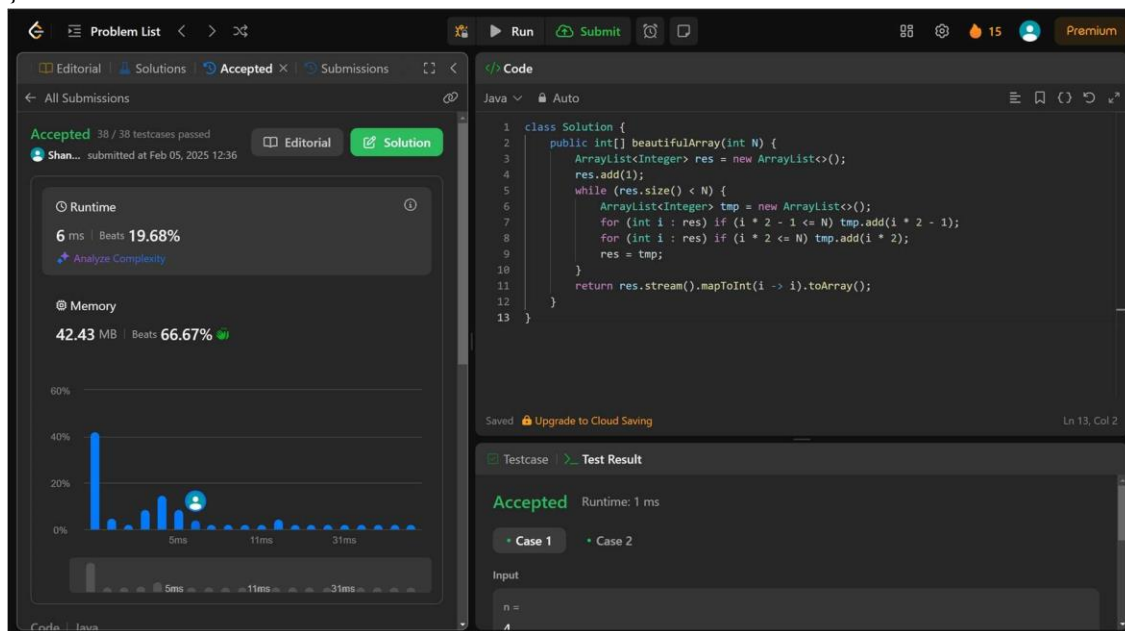 Problem List
Run
Submit
15
Premium
Editorial
Solutions
Accepted
Submissions
All Submissions
Accepted 38 / 38 testcases passed
Shan... submitted at Feb 05, 2025 12:36
Editorial
Solution
Runtime
6 ms Beats 19.68%
Analyze Complexity
Memory
42.43 MB Beats 66.67%
60%
40%
20%
0%
5ms 11ms 31ms
5ms 11ms 31ms
Code Java
</> Code
Java Auto
1 class Solution {
2 public int[] beautifulArray(int N) {
3 ArrayList<Integer> res = new ArrayList<>();
4 res.add(1);
5 while (res.size() < N) {
6 ArrayList<Integer> tmp = new ArrayList<>();
7 for (int i : res) if (i * 2 - 1 <= N) tmp.add(i * 2 - 1);
8 for (int i : res) if (i * 2 <= N) tmp.add(i * 2);
9 res = tmp;
10 }
11 return res.stream().mapToInt(i -> i).toArray();
12 }
13 }
Saved Upgrade to Cloud Saving
Ln 13, Col 2
Testcase
>_ Test Result
Accepted Runtime: 1 ms
• Case 1 • Case 2
Input
n =
4